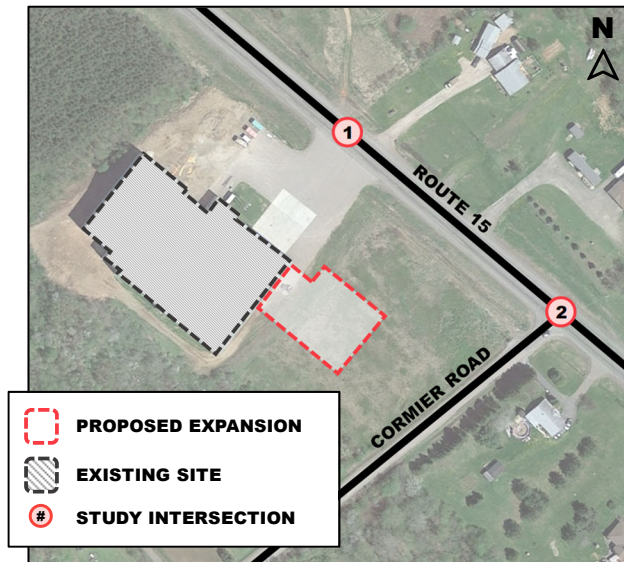 N
1
ROUTE 15
2
CORMIER ROAD
PROPOSED EXPANSION
EXISTING SITE
# STUDY INTERSECTION